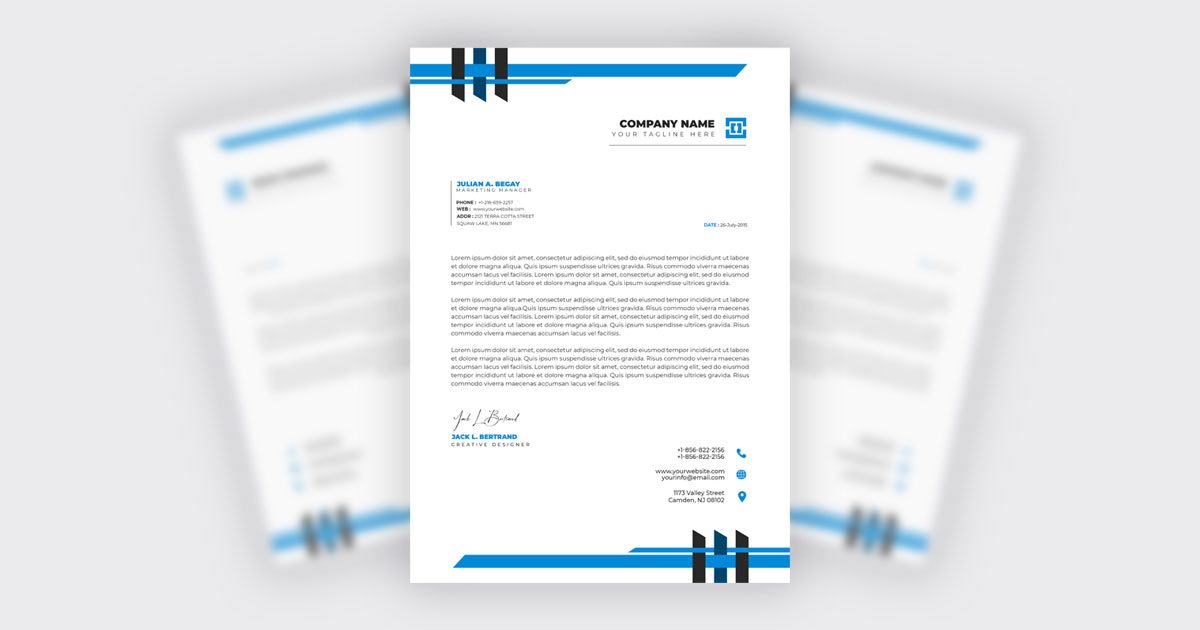 COMPANY NAME
YOUR TAGLINE HERE
JULIAN A. BEGAY
MARKETING MANAGER
PHONE : +1-218-659-2257
WEB : www.yourwebsite.com
ADDR : 2121 TERRA COTTA STREET
SQUAW LAKE, MN 56681
DATE : 26-July-2015
Lorem ipsum dolor sit amet, consectetur adipiscing elit, sed do eiusmod tempor incididunt ut labore
et dolore magna aliqua. Quis ipsum suspendisse ultrices gravida. Risus commodo viverra maecenas
accumsan lacus vel facilisis. Lorem ipsum dolor sit amet, consectetur adipiscing elit, sed do eiusmod
tempor incididunt ut labore et dolore magna aliqua. Quis ipsum suspendisse ultrices gravida.
Lorem ipsum dolor sit amet, consectetur adipiscing elit, sed do eiusmod tempor incididunt ut labore
et dolore magna aliqua.Quis ipsum suspendisse ultrices gravida. Risus commodo viverra maecenas
accumsan lacus vel facilisis. Lorem ipsum dolor sit amet, consectetur adipiscing elit, sed do eiusmod
tempor incididunt ut labore et dolore magna aliqua. Quis ipsum suspendisse ultrices gravida. Risus
commodo viverra maecenas accumsan lacus vel facilisis.
Lorem ipsum dolor sit amet, consectetur adipiscing elit, sed do eiusmod tempor incididunt ut labore
et dolore magna aliqua. Quis ipsum suspendisse ultrices gravida. Risus commodo viverra maecenas
accumsan lacus vel facilisis. Lorem ipsum dolor sit amet, consectetur adipiscing elit, sed do eiusmod
tempor incididunt ut labore et dolore magna aliqua. Quis ipsum suspendisse ultrices gravida. Risus
commodo viverra maecenas accumsan lacus vel facilisis.
Jack L. Bertrand
JACK L. BERTRAND
CREATIVE DESIGNER
+1-856-822-2156
+1-856-822-2156
www.yourwebsite.com
yourinfo@email.com
1173 Valley Street
Camden, NJ 08102